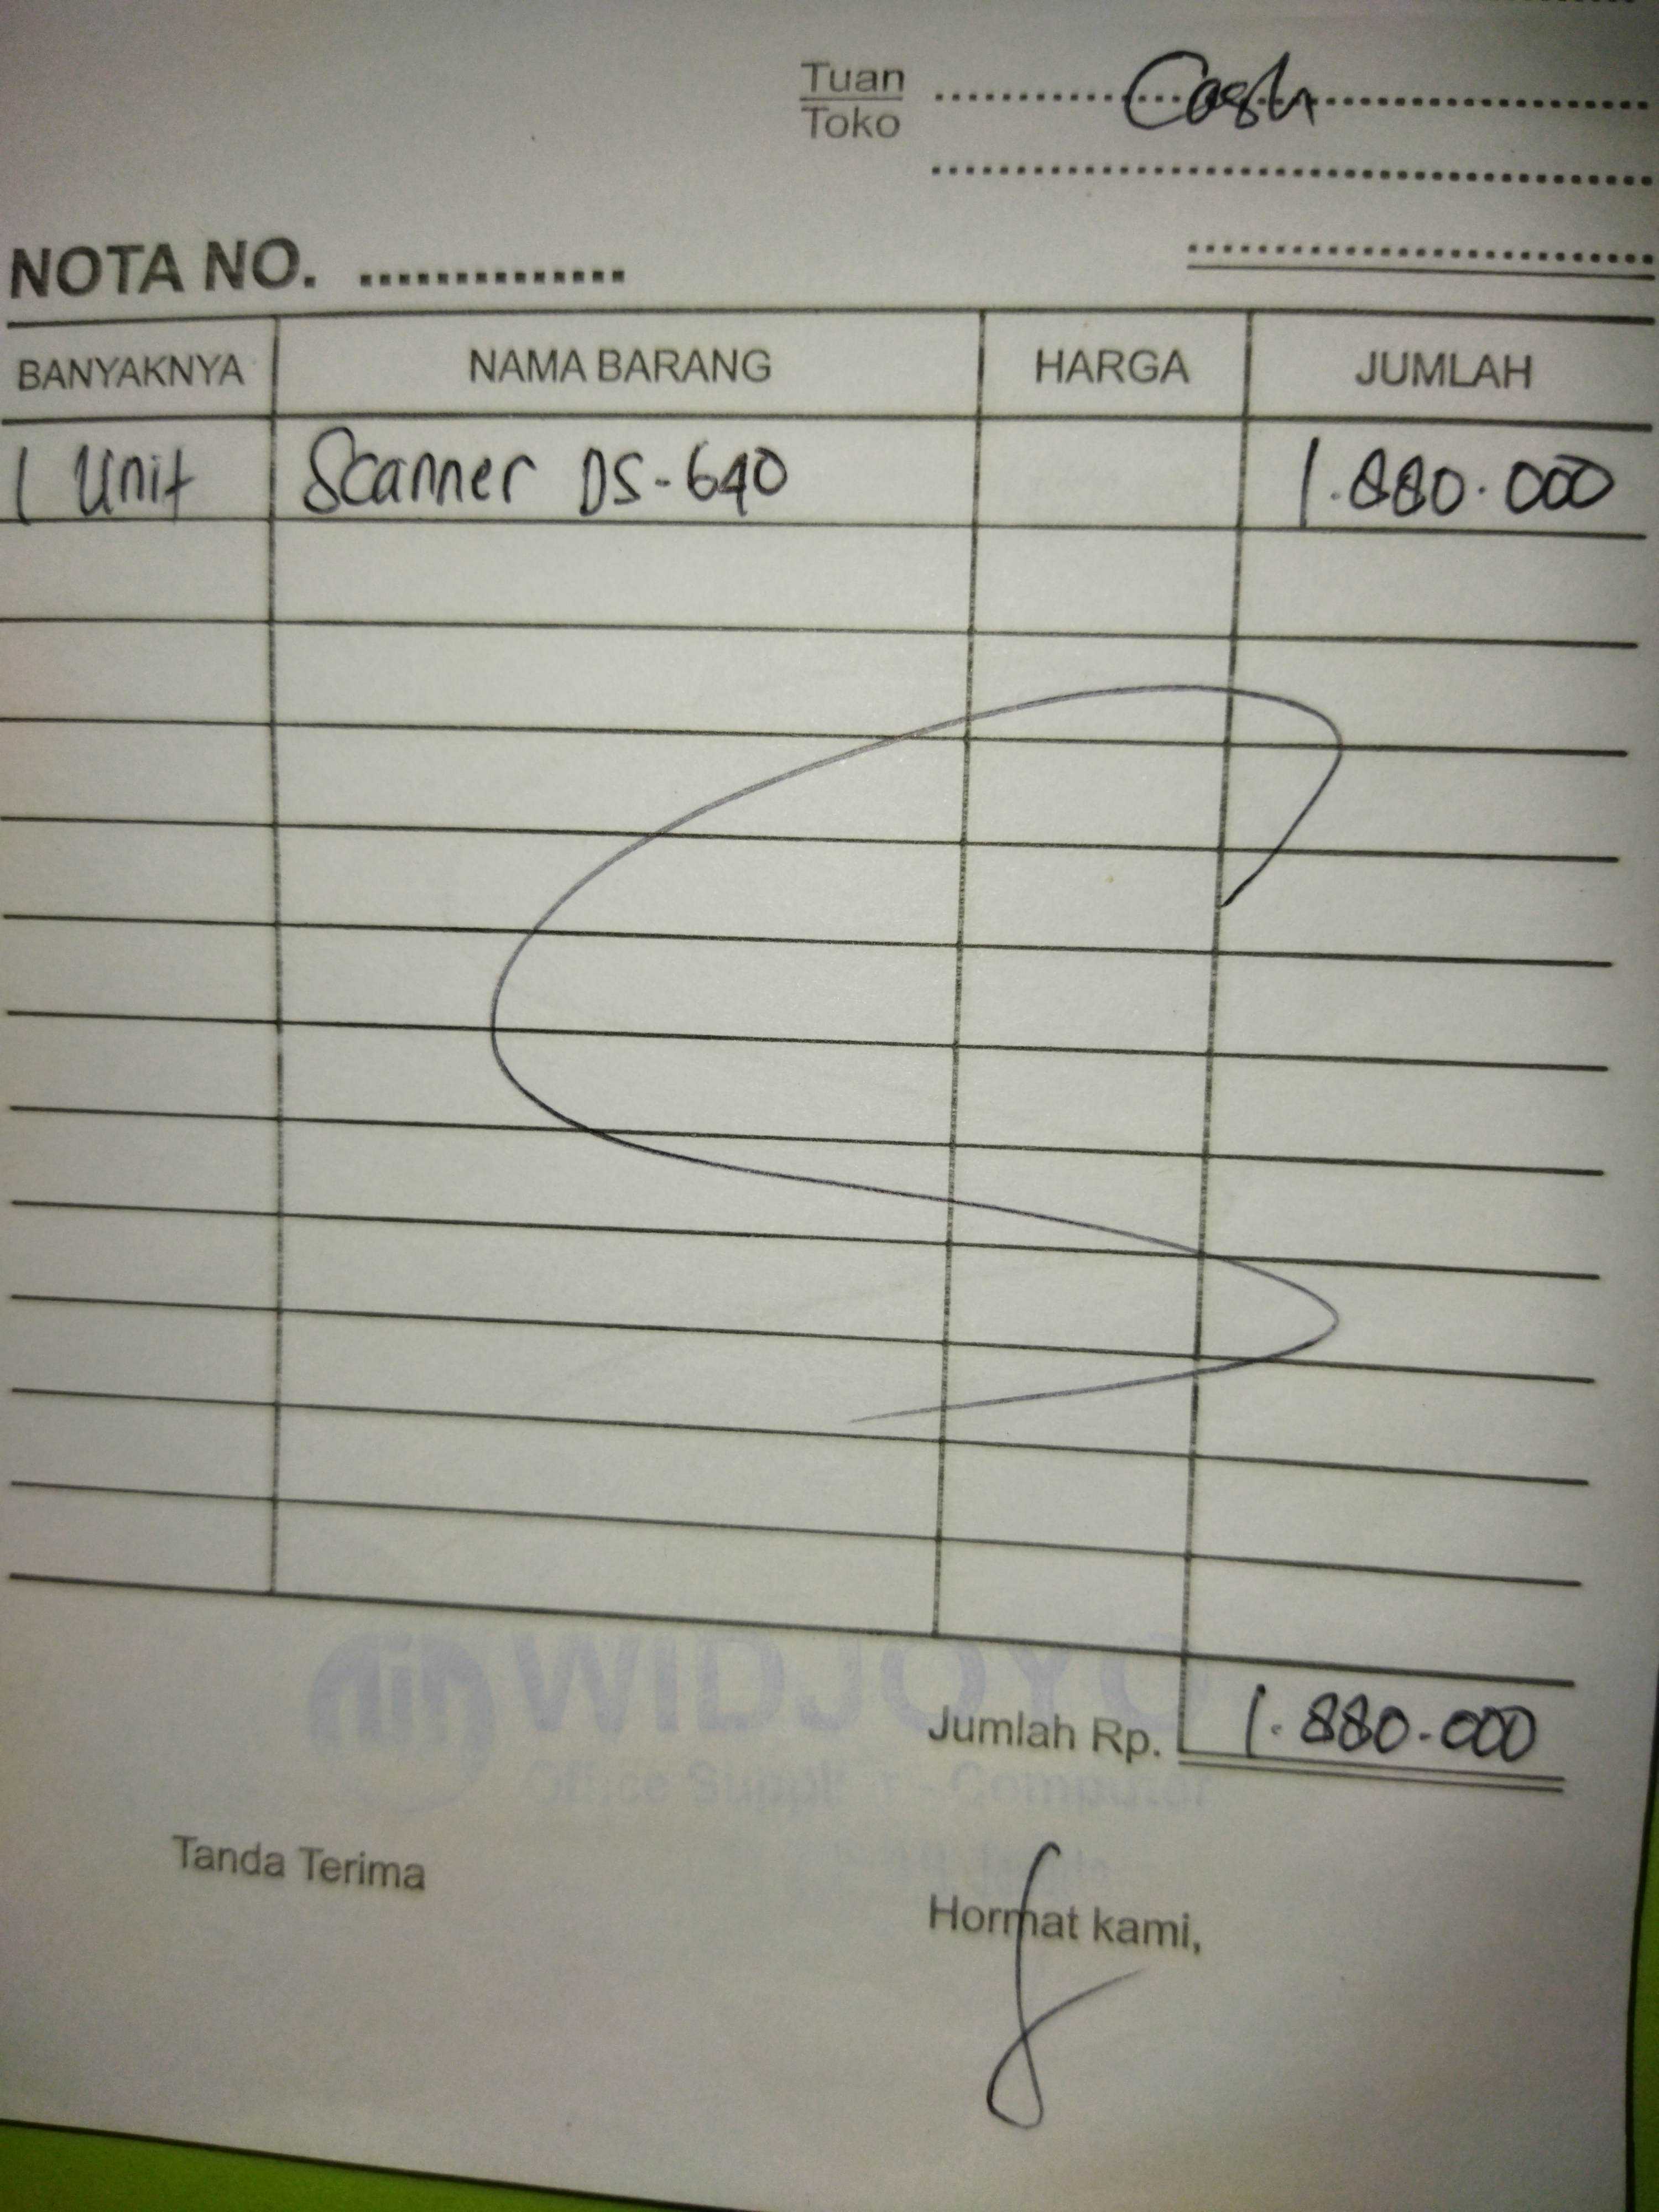 Tuan Cash
Toko
NOTA NO. ..............
BANYAKNYA NAMA BARANG HARGA JUMLAH
1 Unit Scanner DS-640 1.880.000
WIDJOYO
Jumlah Rp. 1.880.000
Office - Computer
Tanda Terima
Hormat kami,